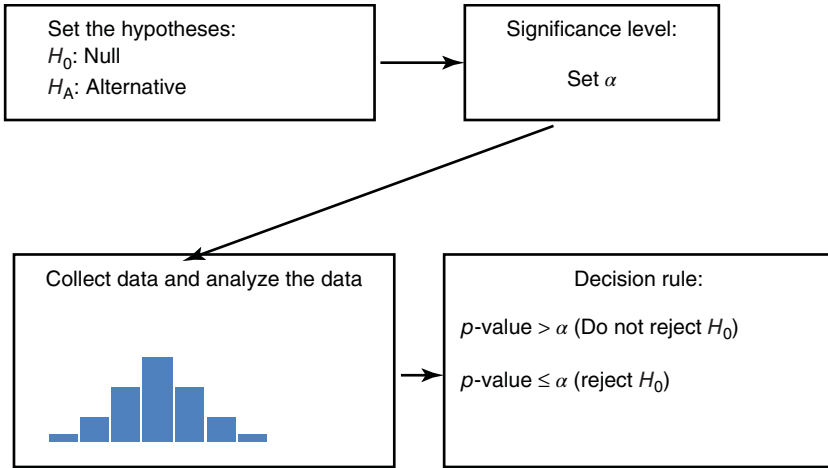 Set the hypotheses:
H₀: Null
H_A: Alternative
Significance level:
Set α
Collect data and analyze the data
Decision rule:
p-value > α (Do not reject H₀)
p-value ≤ α (reject H₀)